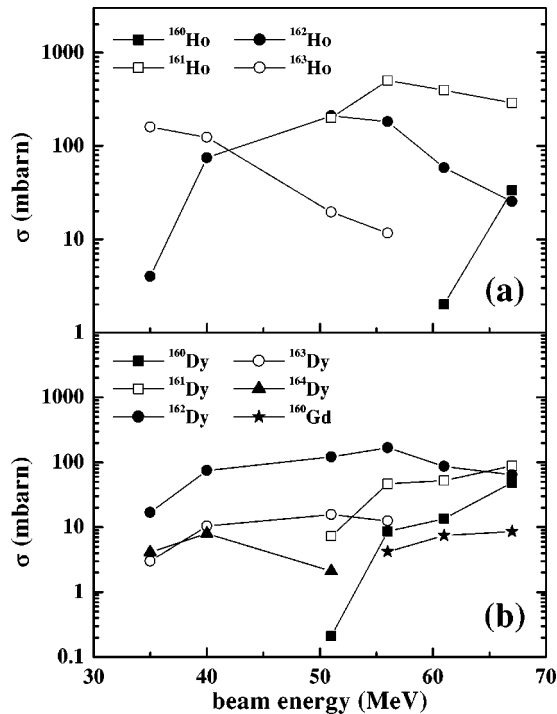 ¹⁶⁰Ho ¹⁶²Ho
¹⁶¹Ho ¹⁶³Ho
1000
100
10
1
σ (mbarn)
(a)
¹⁶⁰Dy ¹⁶³Dy
¹⁶¹Dy ¹⁶⁴Dy
¹⁶²Dy ¹⁶⁰Gd
1000
100
10
1
0.1
σ (mbarn)
(b)
30 40 50 60 70
beam energy (MeV)